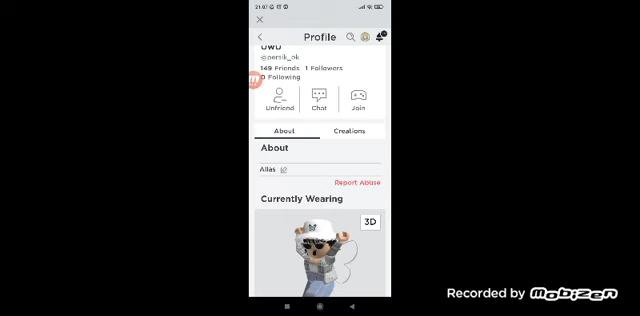 21:07
Profile
UWU
@persik_ok
149 Friends 1 Followers
0 Following
Unfriend Chat Join
About Creations
About
Alias
Report Abuse
Currently Wearing
3D
Recorded by Mobizen